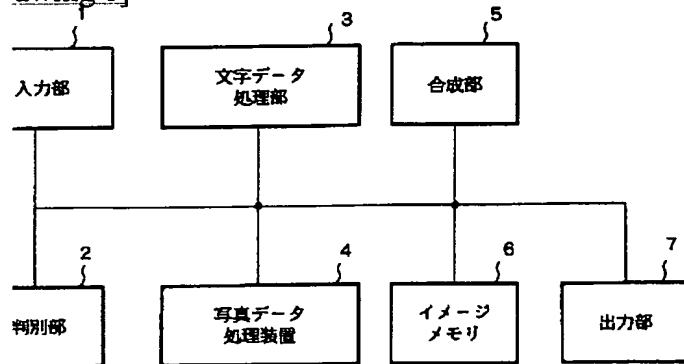 1
3
5
入力部
文字データ
処理部
合成部
2
4
6
7
判別部
写真データ
処理装置
イメージ
メモリ
出力部